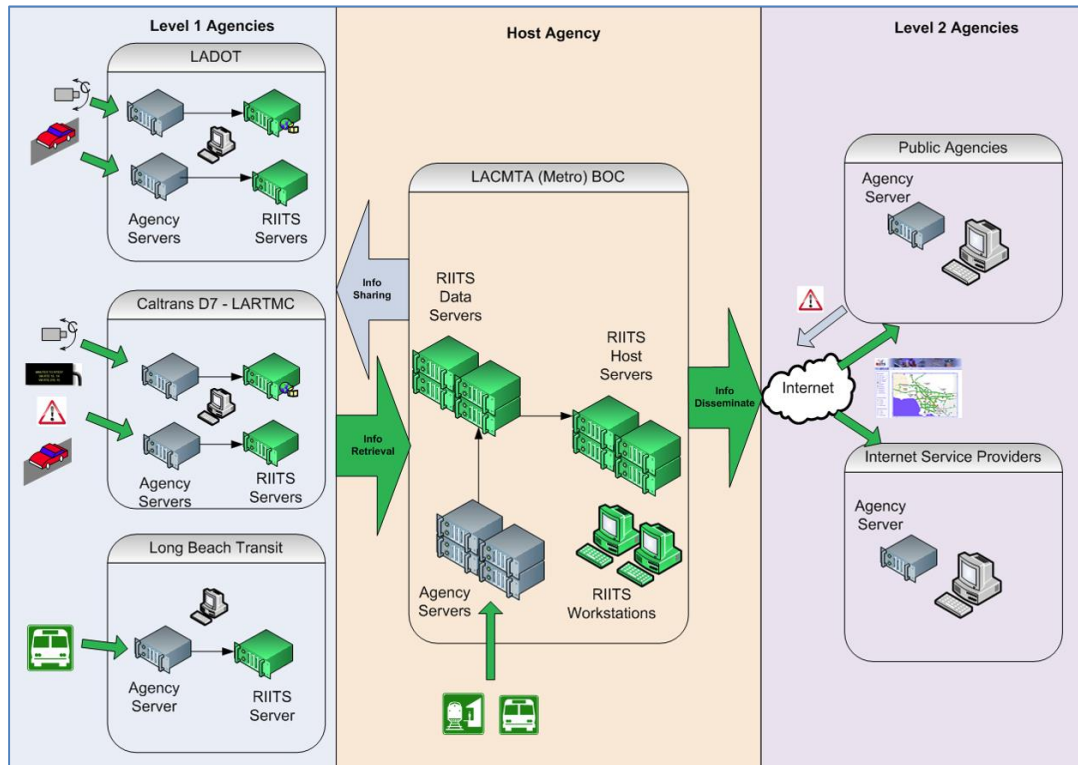 Level 1 Agencies
Host Agency
Level 2 Agencies
LADOT
Agency
Servers
RIITS
Servers
Caltrans D7 - LARTMC
Agency
Servers
RIITS
Servers
Long Beach Transit
Agency
Server
RIITS
Server
Info
Sharing
Info
Retrieval
LACMTA (Metro) BOC
RIITS
Data
Servers
RIITS
Host
Servers
Agency
Servers
RIITS
Workstations
Info
Disseminate
Internet
Public Agencies
Agency
Server
Internet Service Providers
Agency
Server